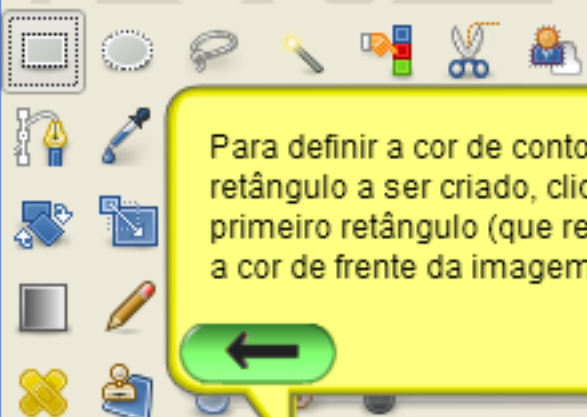 Para definir a cor de conto
retângulo a ser criado, clic
primeiro retângulo (que re
a cor de frente da imagem